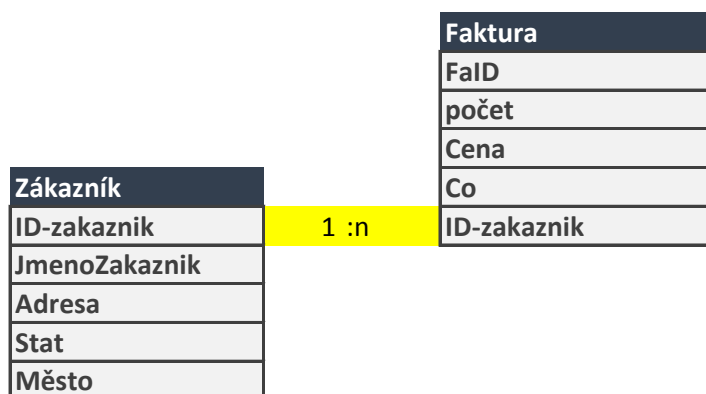 Faktura
FaID
počet
Cena
Co
ID-zakaznik
1 :n
Zákazník
ID-zakaznik
JmenoZakaznik
Adresa
Stat
Město